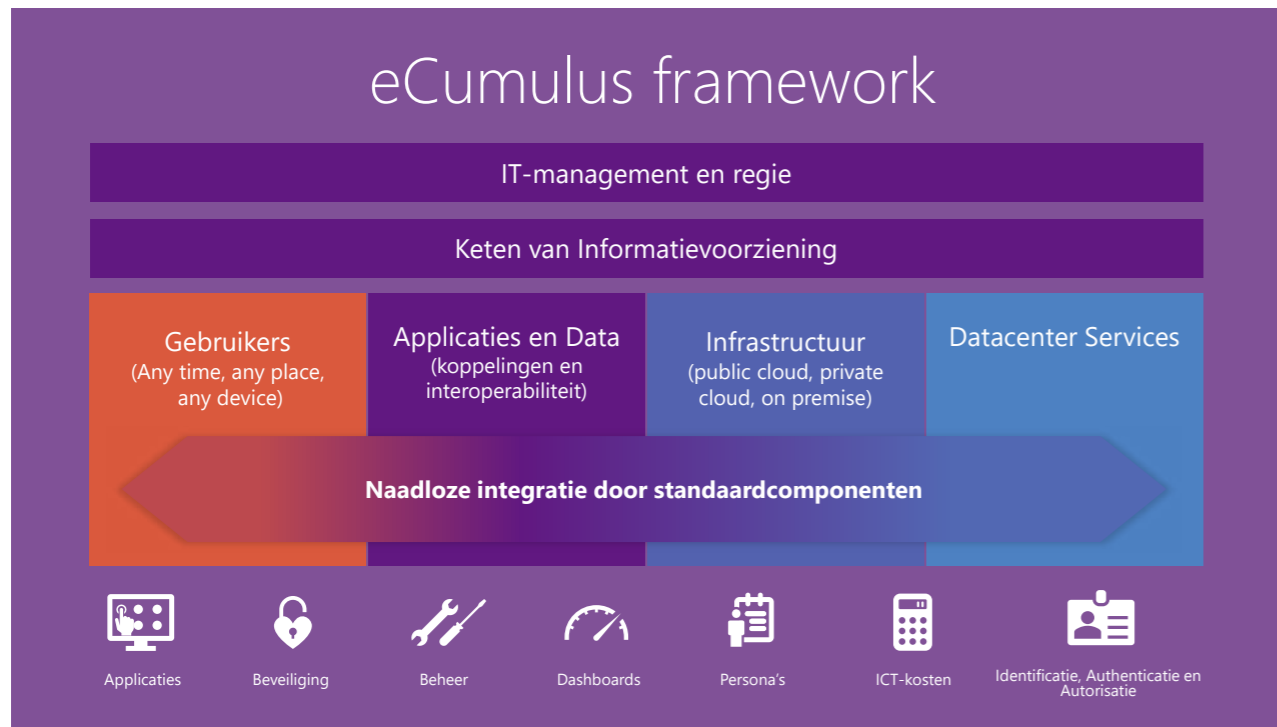 eCumulus framework
IT-management en regie
Keten van Informatievoorziening
Gebruikers
(Any time, any place,
any device)
Applicaties en Data
(koppelingen en
interoperabiliteit)
Infrastructuur
(public cloud, private
cloud, on premise)
Datacenter Services
Naadloze integratie door standaardcomponenten
Applicaties
Beveiliging
Beheer
Dashboards
Persona's
ICT-kosten
Identificatie, Authenticatie en
Autorisatie